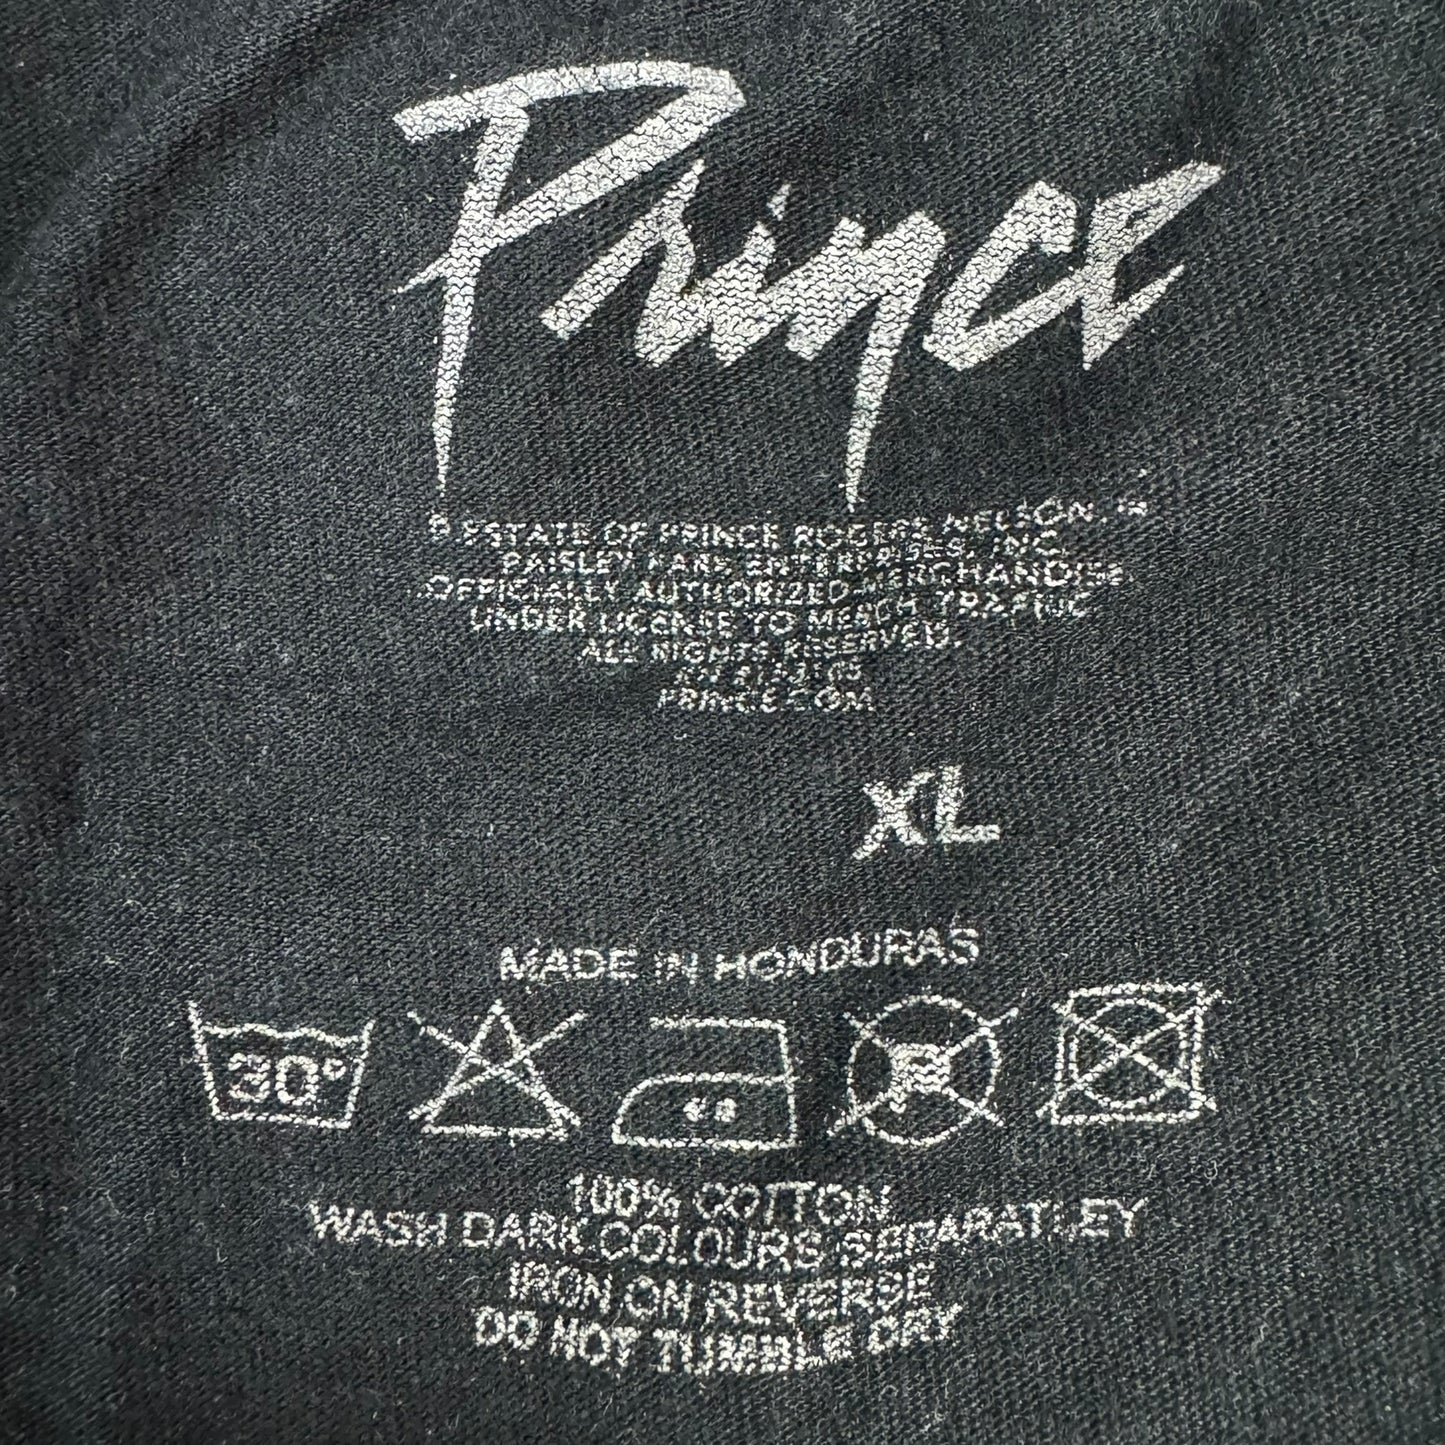 Prince
ESTATE OF PRINCE ROGERS NELSON.
PAISLEY PARK ENTERPRISES, INC.
OFFICIALLY AUTHORIZED MERCHANDISE
UNDER LICENSE TO MERCH TRAFFIC
ALL RIGHTS RESERVED.
PRINCE.COM
XL
MADE IN HONDURAS
30°
P
100% COTTON
WASH DARK COLOURS SEPARATLEY
IRON ON REVERSE
DO NOT TUMBLE DRY